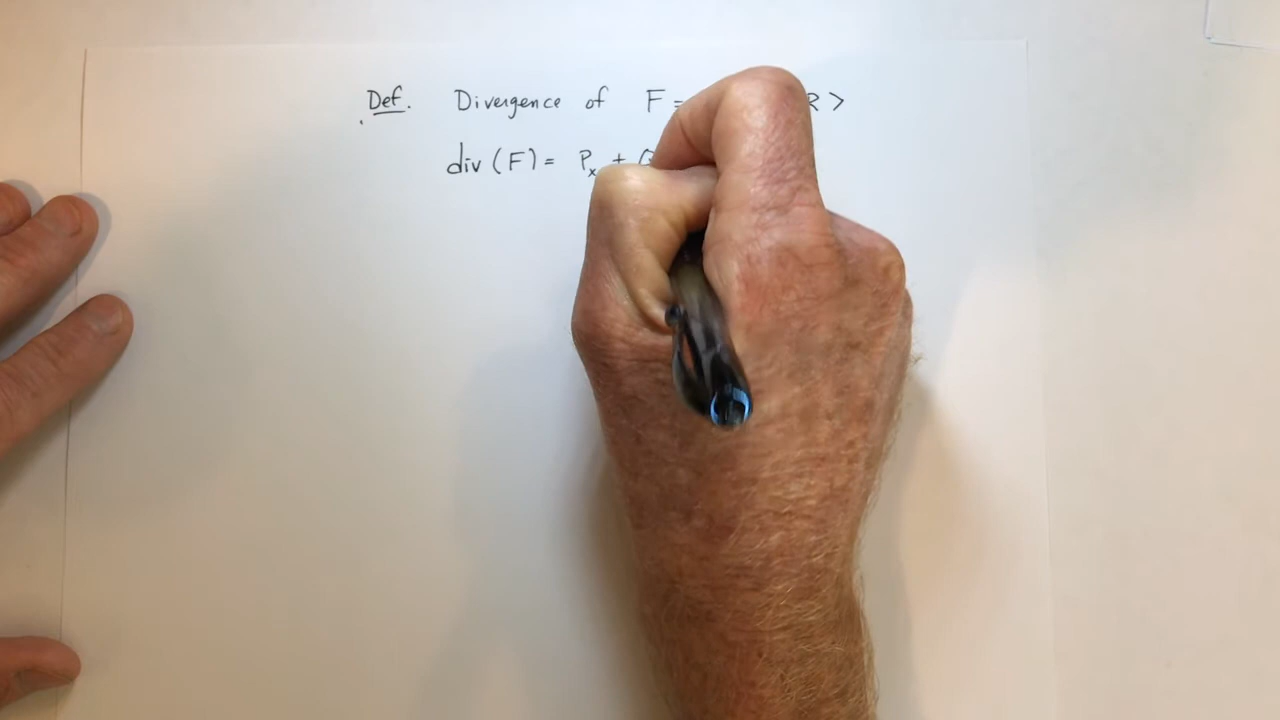 Def. Divergence of F = R >
div (F) = Pₓ + Q